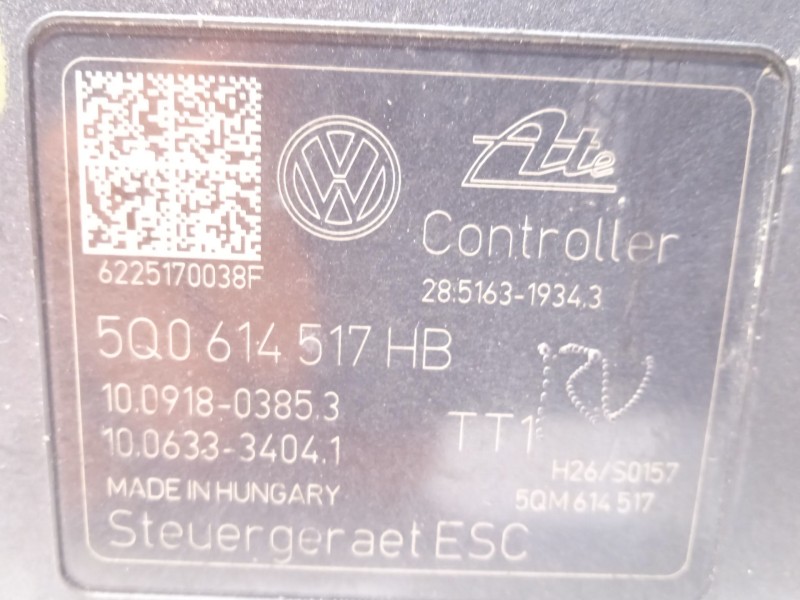 Ate
Controller
6225170038F
28.5163-1934.3
5Q0 614 517 HB
10.0918-0385.3
10.0633-3404.1
TT1
H26/S0157
MADE IN HUNGARY
5QM 614 517
Steuergeraet ESC